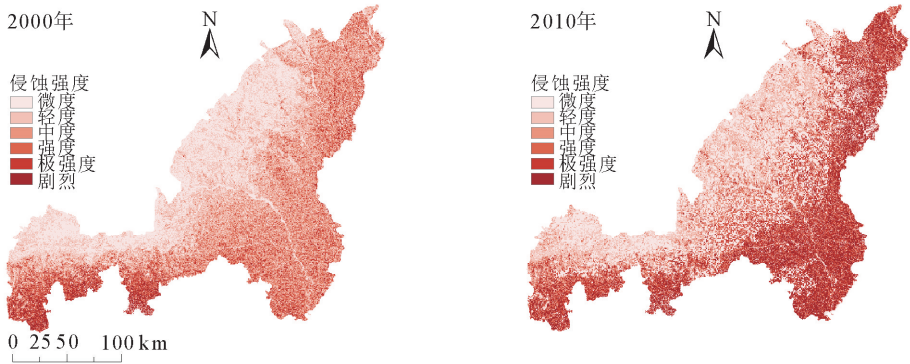 2000年
N
侵蚀强度
微度
轻度
中度
强度
极强度
剧烈
0 25 50 100 km
2010年
N
侵蚀强度
微度
轻度
中度
强度
极强度
剧烈